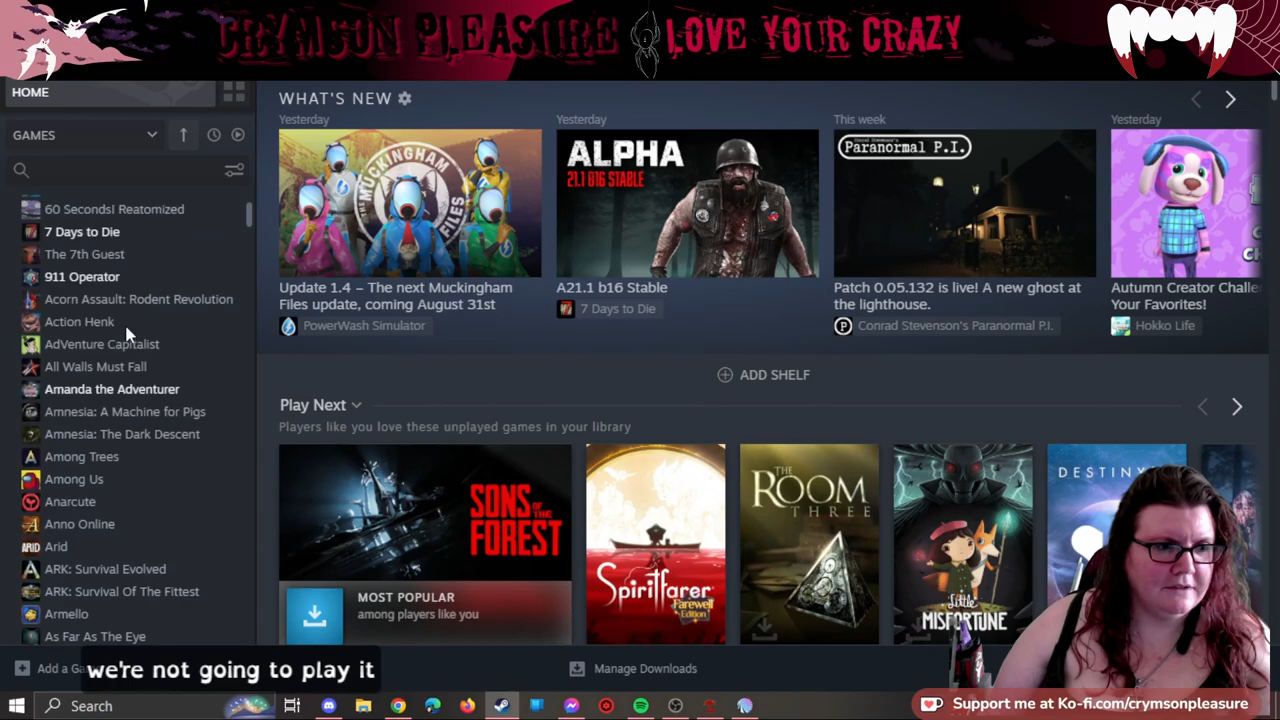 CRYMSON PLEASURE LOVE YOUR CRAZY
HOME
GAMES
60 Seconds! Reatomized
7 Days to Die
The 7th Guest
911 Operator
Acorn Assault: Rodent Revolution
Action Henk
AdVenture Capitalist
All Walls Must Fall
Amanda the Adventurer
Amnesia: A Machine for Pigs
Amnesia: The Dark Descent
Among Trees
Among Us
Anarcute
Anno Online
ARID Arid
ARK: Survival Evolved
ARK: Survival Of The Fittest
Armello
As Far As The Eye
WHAT'S NEW
Yesterday
THE MUCKINGHAM FILES
Update 1.4 – The next Muckingham
Files update, coming August 31st
PowerWash Simulator
Yesterday
ALPHA
21.1 B16 STABLE
A21.1 b16 Stable
7 Days to Die
This week
Conrad Stevenson's
Paranormal P.I.
Patch 0.05.132 is live! A new ghost at
the lighthouse.
Conrad Stevenson's Paranormal P.I.
Yesterday
Autumn Creator Challe
Your Favorites!
Hokko Life
ADD SHELF
Play Next
Players like you love these unplayed games in your library
SONS OF THE FOREST
MOST POPULAR
among players like you
Spiritfarer
Farewell
Edition
THE
ROOM
THREE
Little
MISFORTUNE
DESTINY
Add a Ga
we're not going to play it
Manage Downloads
Search
Support me at Ko-fi.com/crymsonpleasure